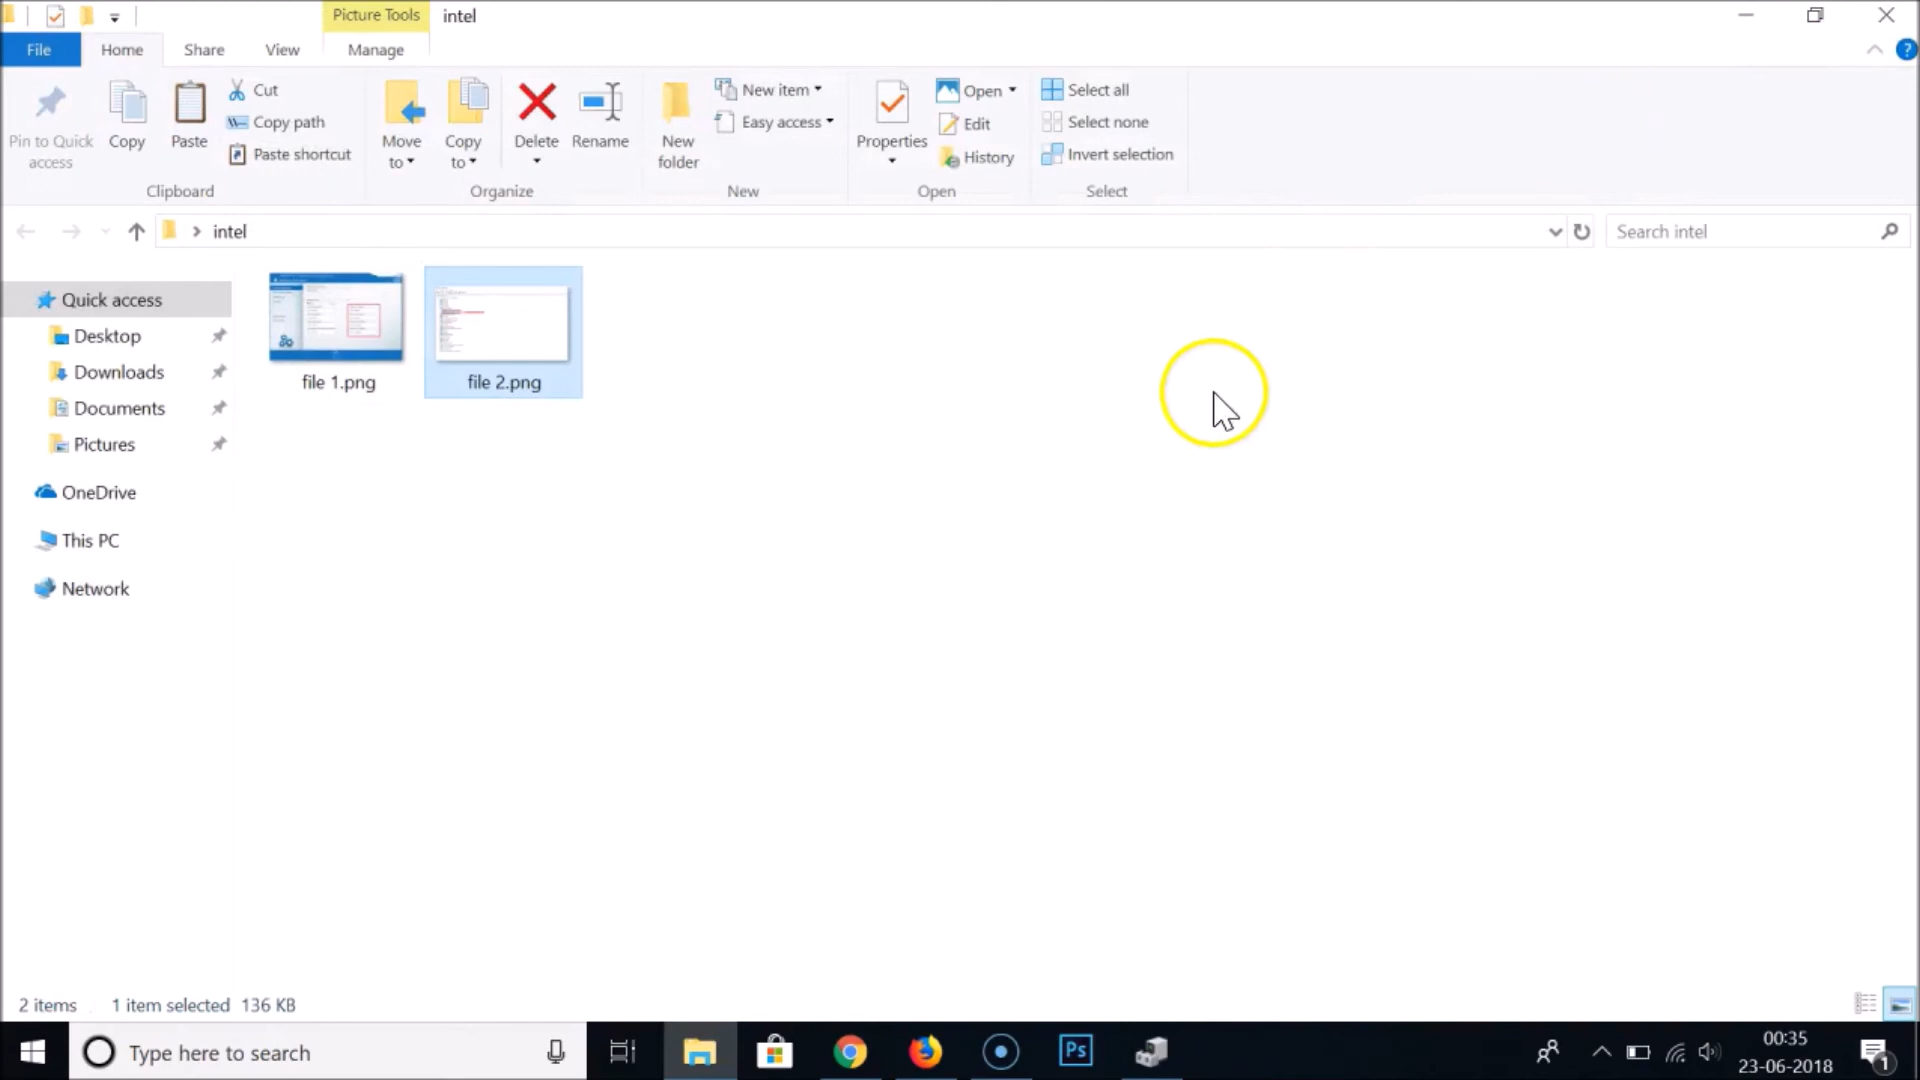 Picture Tools
intel
File
Home
Share
View
Manage
Pin to Quick access
Copy
Paste
Cut
Copy path
Paste shortcut
Clipboard
Move to
Copy to
Delete
Rename
Organize
New folder
New item
Easy access
New
Properties
Open
Edit
History
Open
Select all
Select none
Invert selection
Select
intel
Search intel
Quick access
Desktop
Downloads
Documents
Pictures
OneDrive
This PC
Network
file 1.png
file 2.png
2 items
1 item selected 136 KB
Type here to search
Ps
00:35
23-06-2018
1